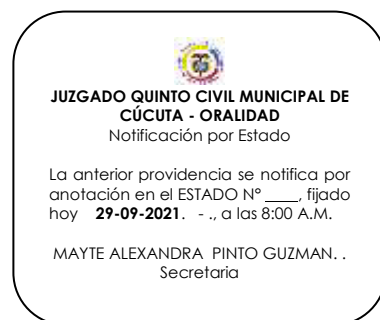 JUZGADO QUINTO CIVIL MUNICIPAL DE
CÚCUTA - ORALIDAD
Notificación por Estado
La anterior providencia se notifica por
anotación en el ESTADO N° ____, fijado
hoy 29-09-2021. - ., a las 8:00 A.M.
MAYTE ALEXANDRA PINTO GUZMAN. .
Secretaria